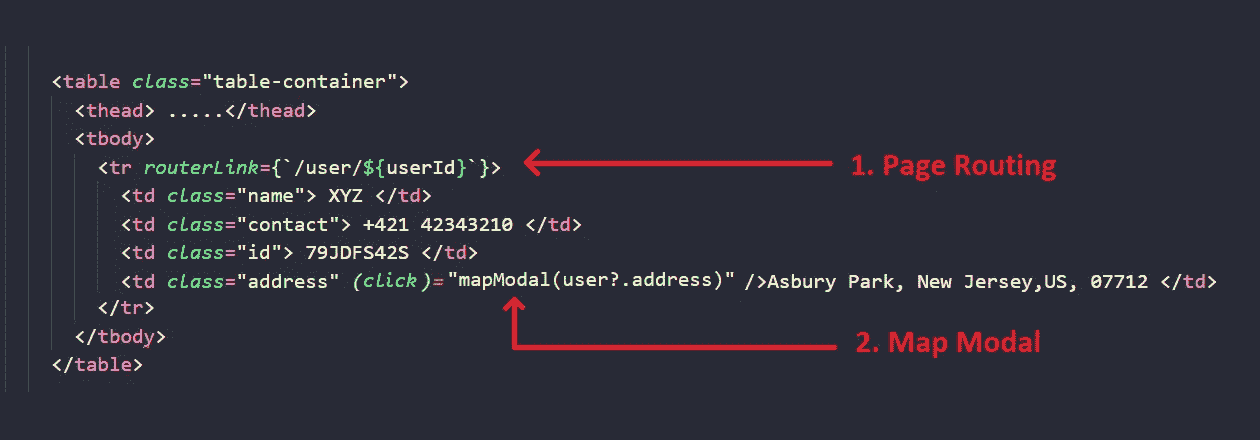 <table class="table-container">
<thead> .....</thead>
<tbody>
<tr routerLink={`/user/${userId}`}>
1. Page Routing
<td class="name"> XYZ </td>
<td class="contact"> +421 42343210 </td>
<td class="id"> 79JDFS42S </td>
<td class="address" (click)="mapModal(user?.address)" />Asbury Park, New Jersey,US, 07712 </td>
</tr>
</tbody>
2. Map Modal
</table>